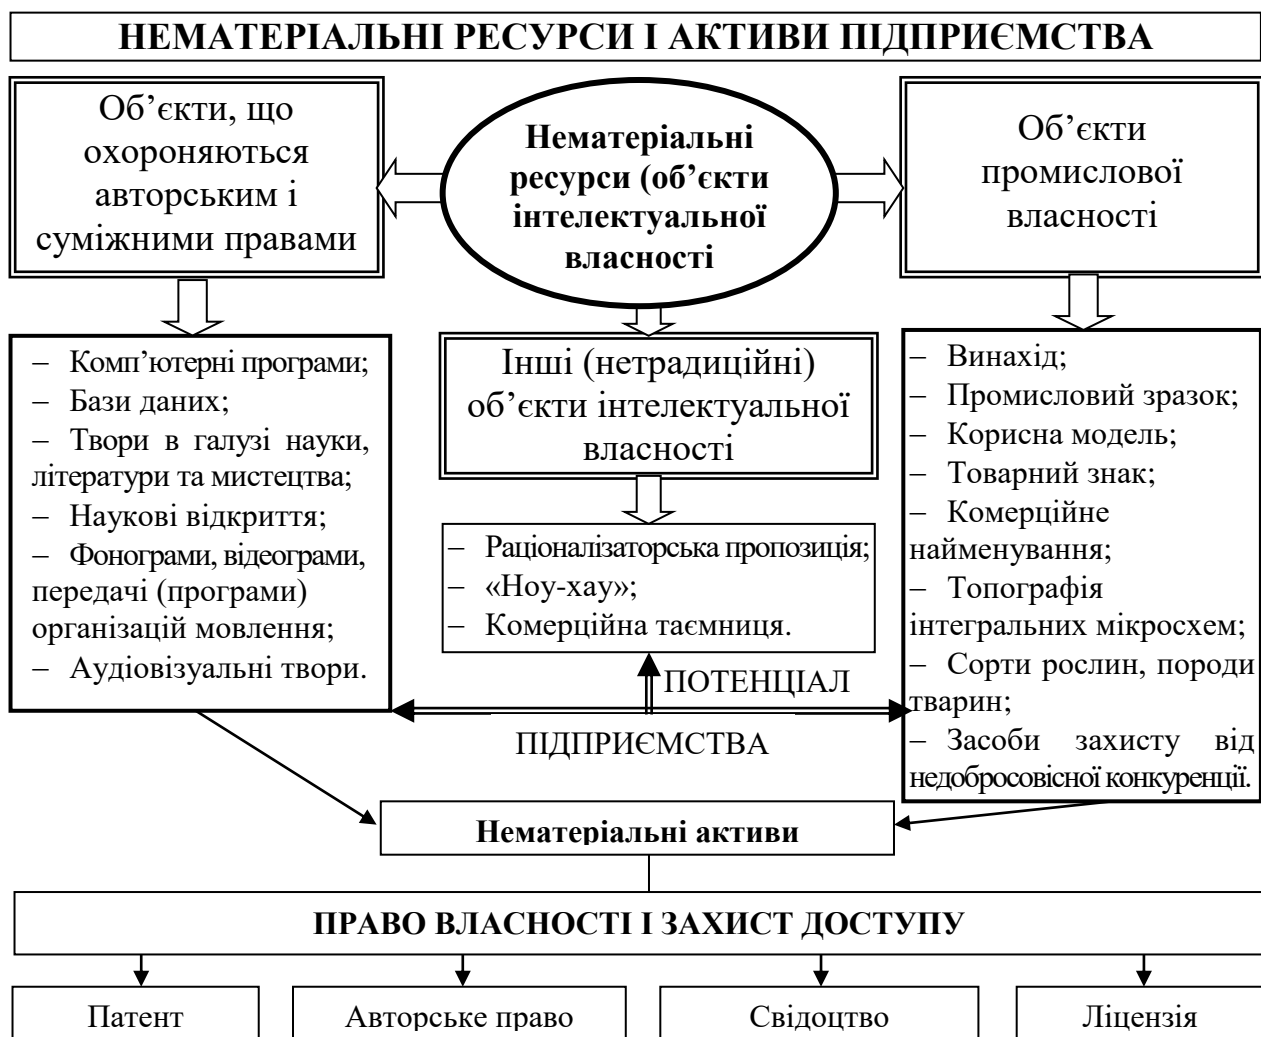 НЕМАТЕРІАЛЬНІ РЕСУРСИ І АКТИВИ ПІДПРИЄМСТВА
Об’єкти, що
охороняються
авторським і
суміжними правами
Нематеріальні
ресурси (об’єкти
інтелектуальної
власності
Об’єкти
промислової
власності
– Комп’ютерні програми;
– Бази даних;
– Твори в галузі науки,
літератури та мистецтва;
– Наукові відкриття;
– Фонограми, відеограми,
передачі (програми)
організацій мовлення;
– Аудіовізуальні твори.
Інші (нетрадиційні)
об’єкти інтелектуальної
власності
– Раціоналізаторська пропозиція;
– «Ноу-хау»;
– Комерційна таємниця.
– Винахід;
– Промисловий зразок;
– Корисна модель;
– Товарний знак;
– Комерційне
найменування;
– Топографія
інтегральних мікросхем;
– Сорти рослин, породи
тварин;
– Засоби захисту від
недобросовісної конкуренції.
ПОТЕНЦІАЛ
ПІДПРИЄМСТВА
Нематеріальні активи
ПРАВО ВЛАСНОСТІ І ЗАХИСТ ДОСТУПУ
Патент
Авторське право
Свідоцтво
Ліцензія